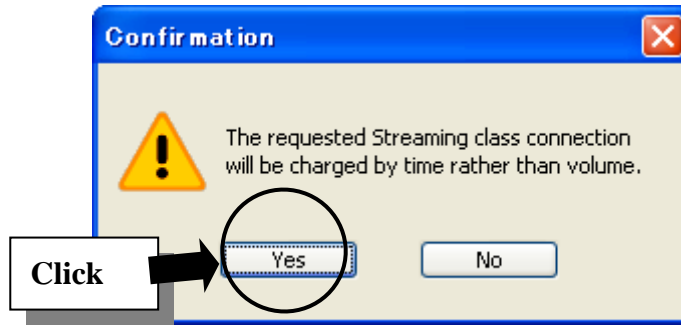 Confirmation
The requested Streaming class connection
will be charged by time rather than volume.
Click
Yes
No